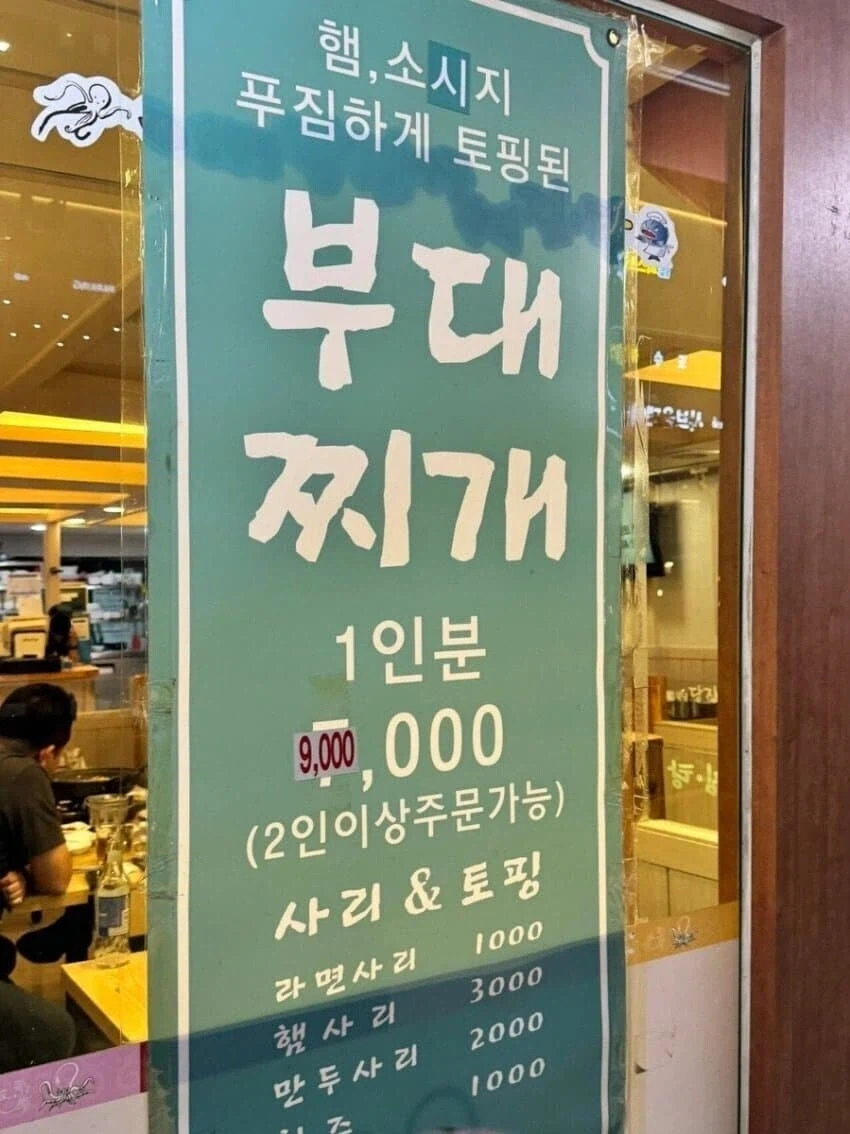 햄,소시지
푸짐하게 토핑된
부대
찌개
1인분
9,000
,000
(2인이상주문가능)
사리 & 토핑
라면사리 1000
햄사리 3000
만두사리 2000
1000